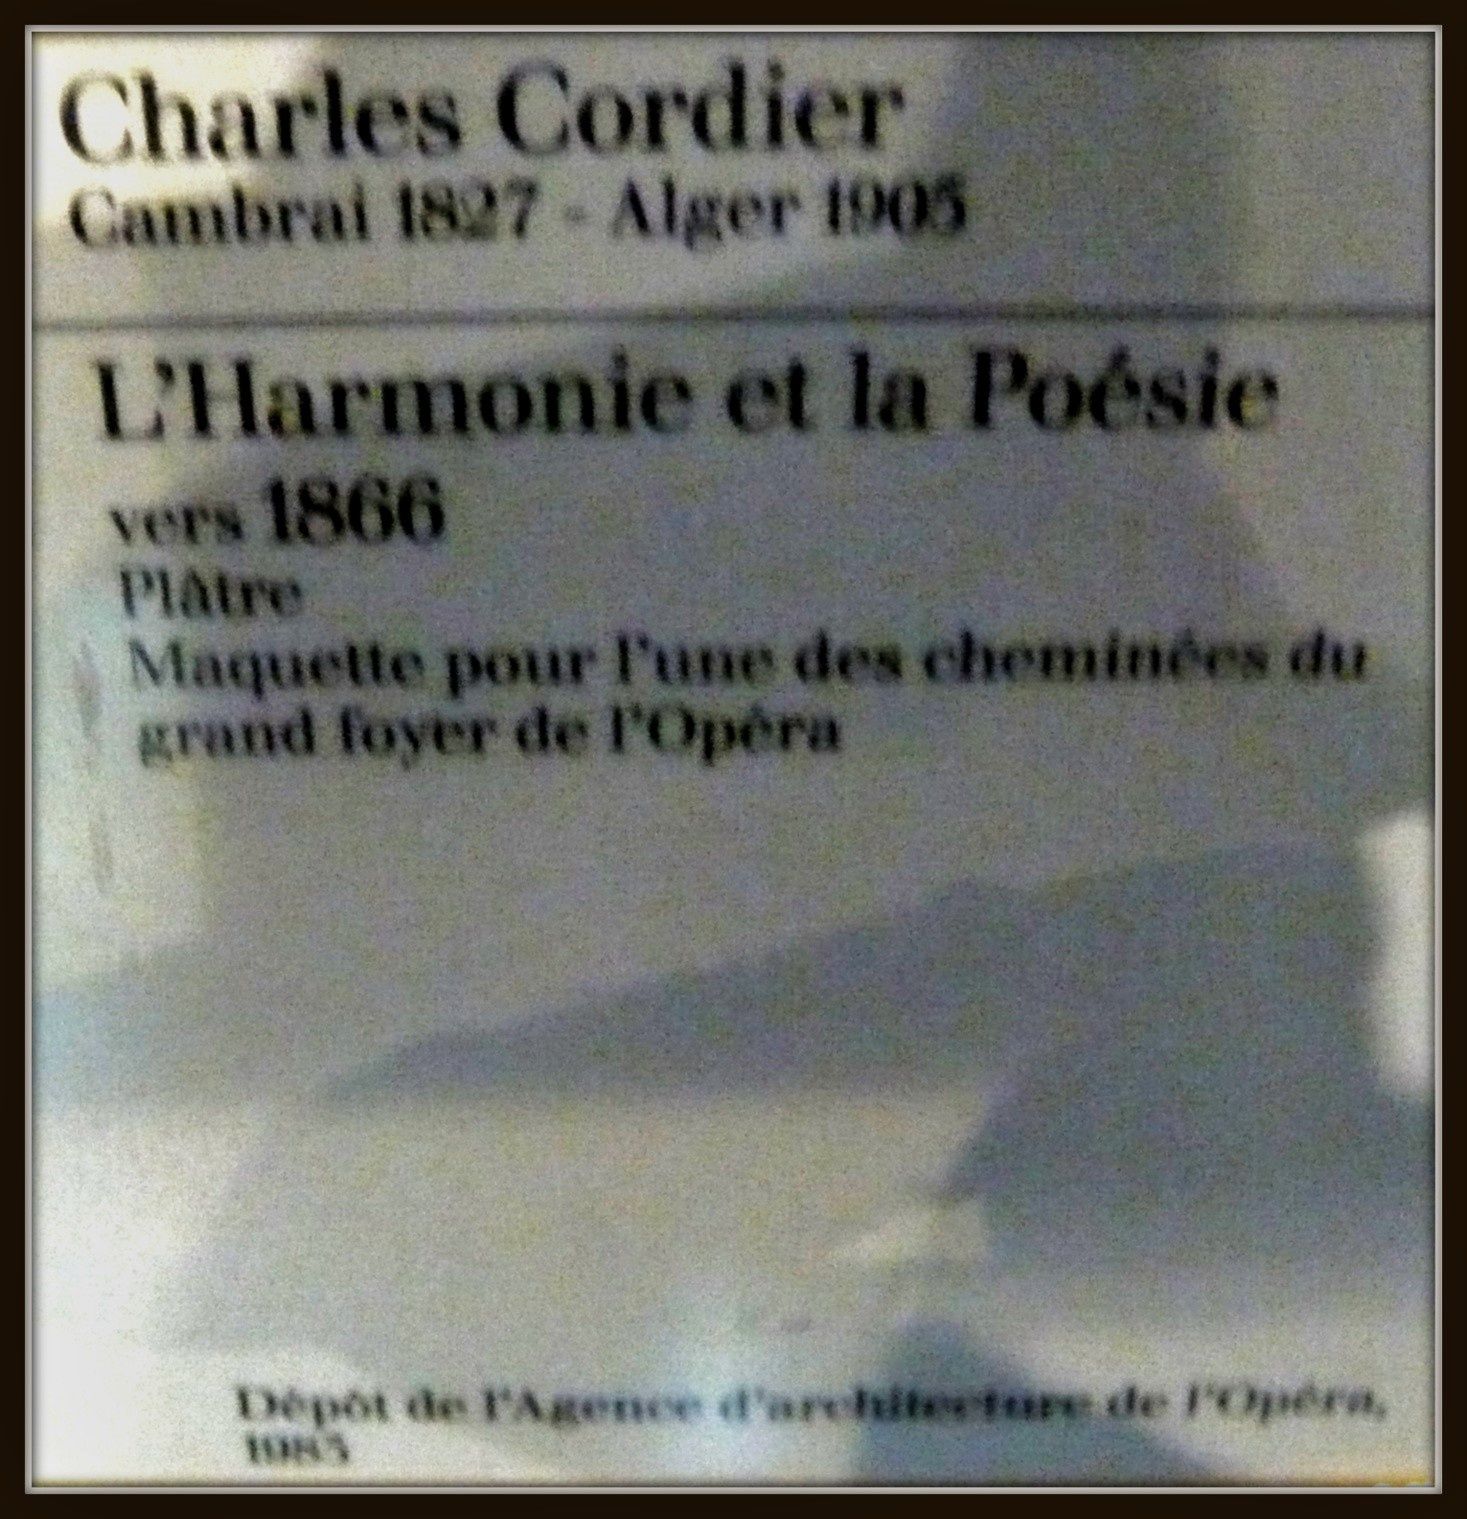 Charles Cordier
Cambrai 1827 - Alger 1905
L'Harmonie et la Poésie
vers 1866
Plâtre
Maquette pour l'une des cheminées du
grand foyer de l'Opéra
Dépôt de l'Agence d'architecture de l'Opéra,